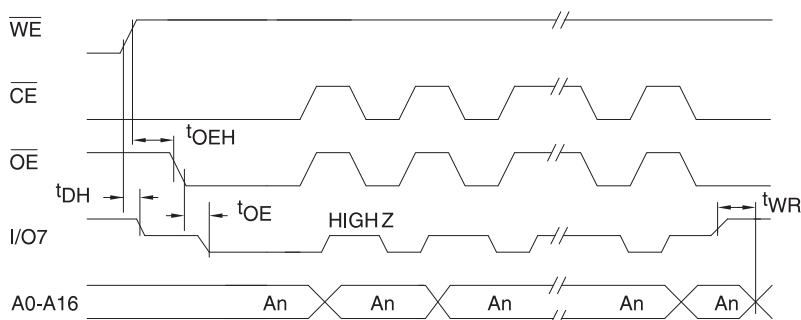 WE
CE
tOEH
OE
tDH
tOE
tWR
HIGH Z
I/O7
A0-A16 An An An An An